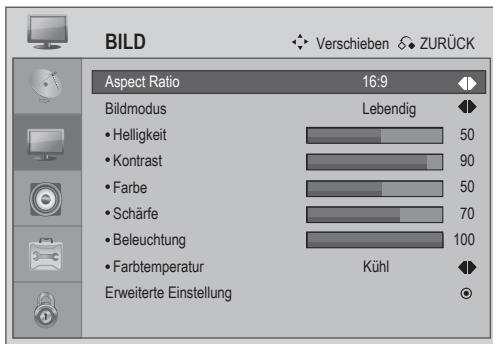 BILD Verschieben ZURÜCK
Aspect Ratio 16:9
Bildmodus Lebendig
• Helligkeit 50
• Kontrast 90
• Farbe 50
• Schärfe 70
• Beleuchtung 100
• Farbtemperatur Kühl
Erweiterte Einstellung